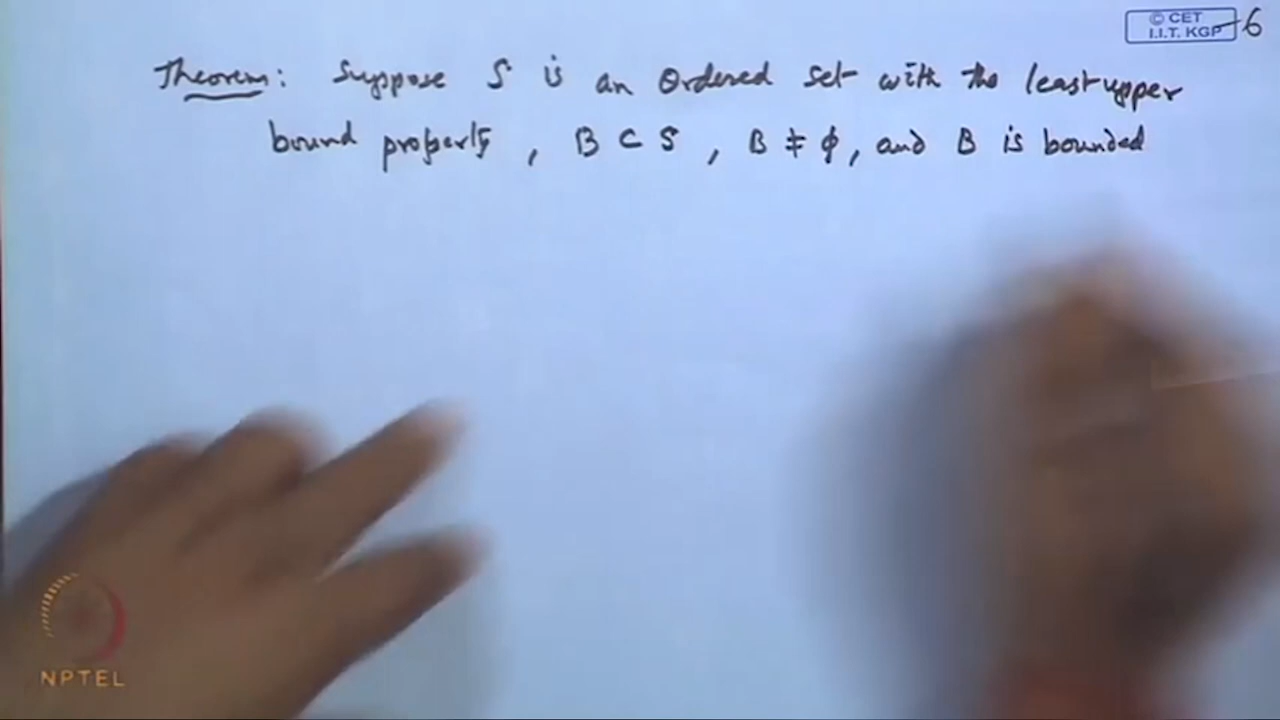 © CET
I.I.T. KGP
-6
Theorem: Suppose S is an ordered set with the least upper
bound property, B ⊂ S, B ≠ ϕ, and B is bounded
NPTEL